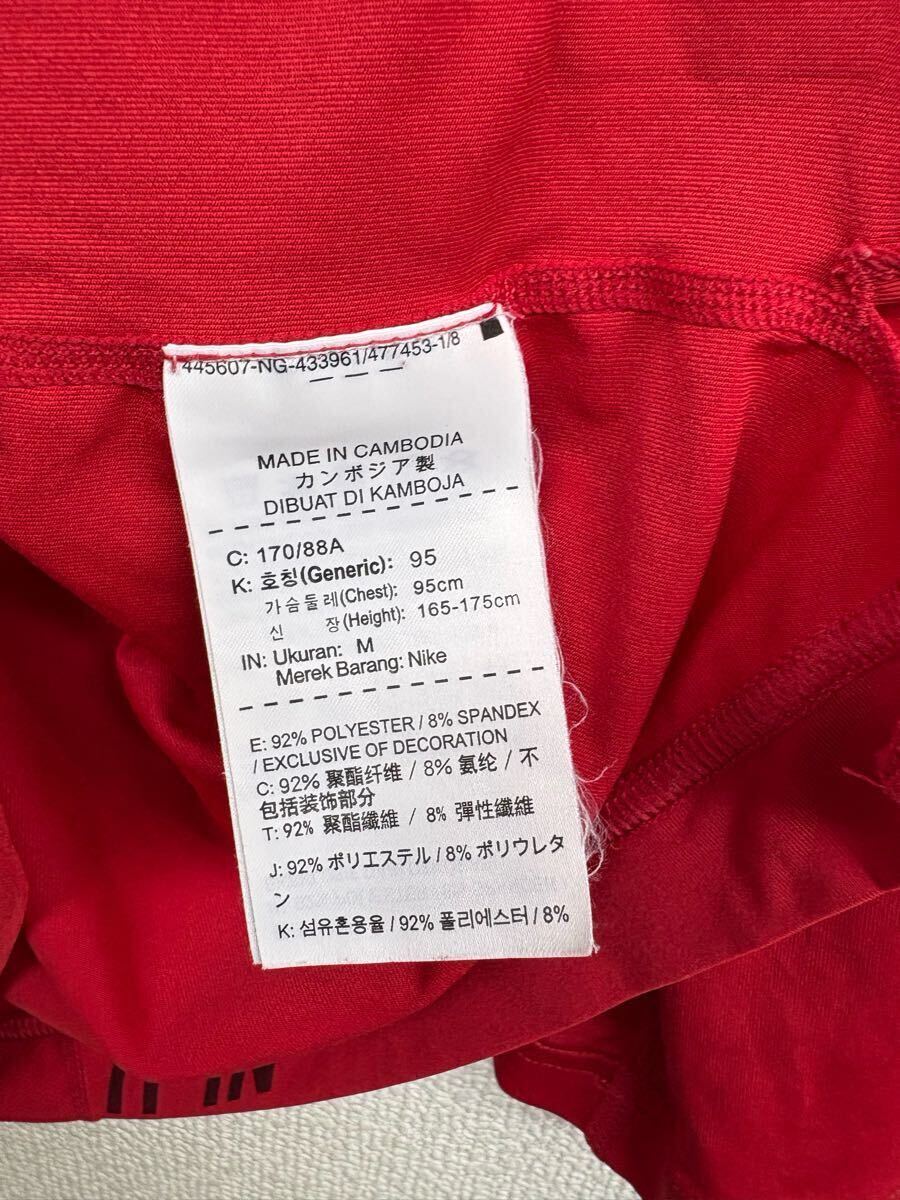 445607-NG-433961/477453-1/8
MADE IN CAMBODIA
カンボジア製
DIBUAT DI KAMBOJA
C: 170/88A
K: 호칭(Generic): 95
가슴둘레(Chest): 95cm
신 장(Height): 165-175cm
IN: Ukuran: M
Merek Barang: Nike
E: 92% POLYESTER / 8% SPANDEX
/ EXCLUSIVE OF DECORATION
C: 92% 聚酯纤维 / 8% 氨纶 / 不
包括装饰部分
T: 92% 聚酯纖維 / 8% 彈性纖維
J: 92% ポリエステル / 8% ポリウレタ
ン
K: 섬유혼용율 / 92% 폴리에스터 / 8%